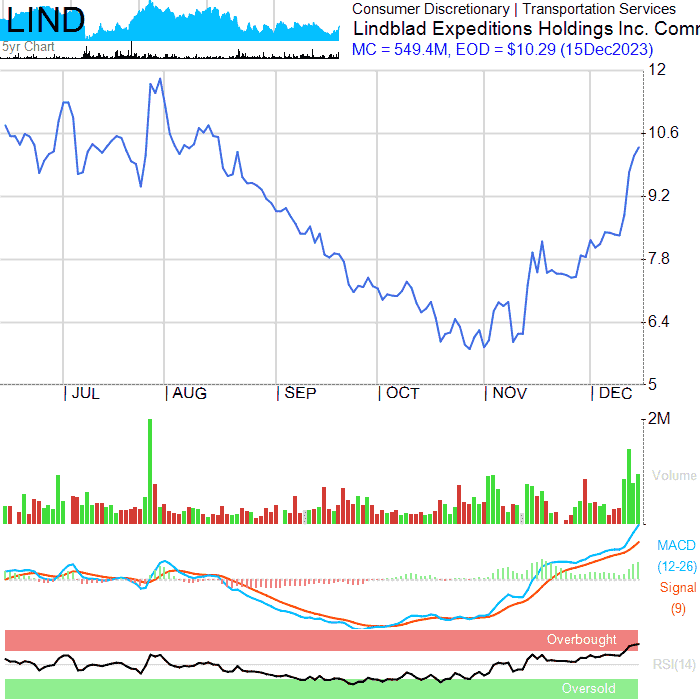 LIND
5yr Chart
Consumer Discretionary | Transportation Services
Lindblad Expeditions Holdings Inc. Comm
MC = 549.4M, EOD = $10.29 (15Dec2023)
12
10.6
9.2
7.8
6.4
5
| JUL | AUG | SEP | OCT | NOV | DEC
2M
Volume
MACD
(12-26)
Signal
(9)
Overbought
RSI(14)
Oversold